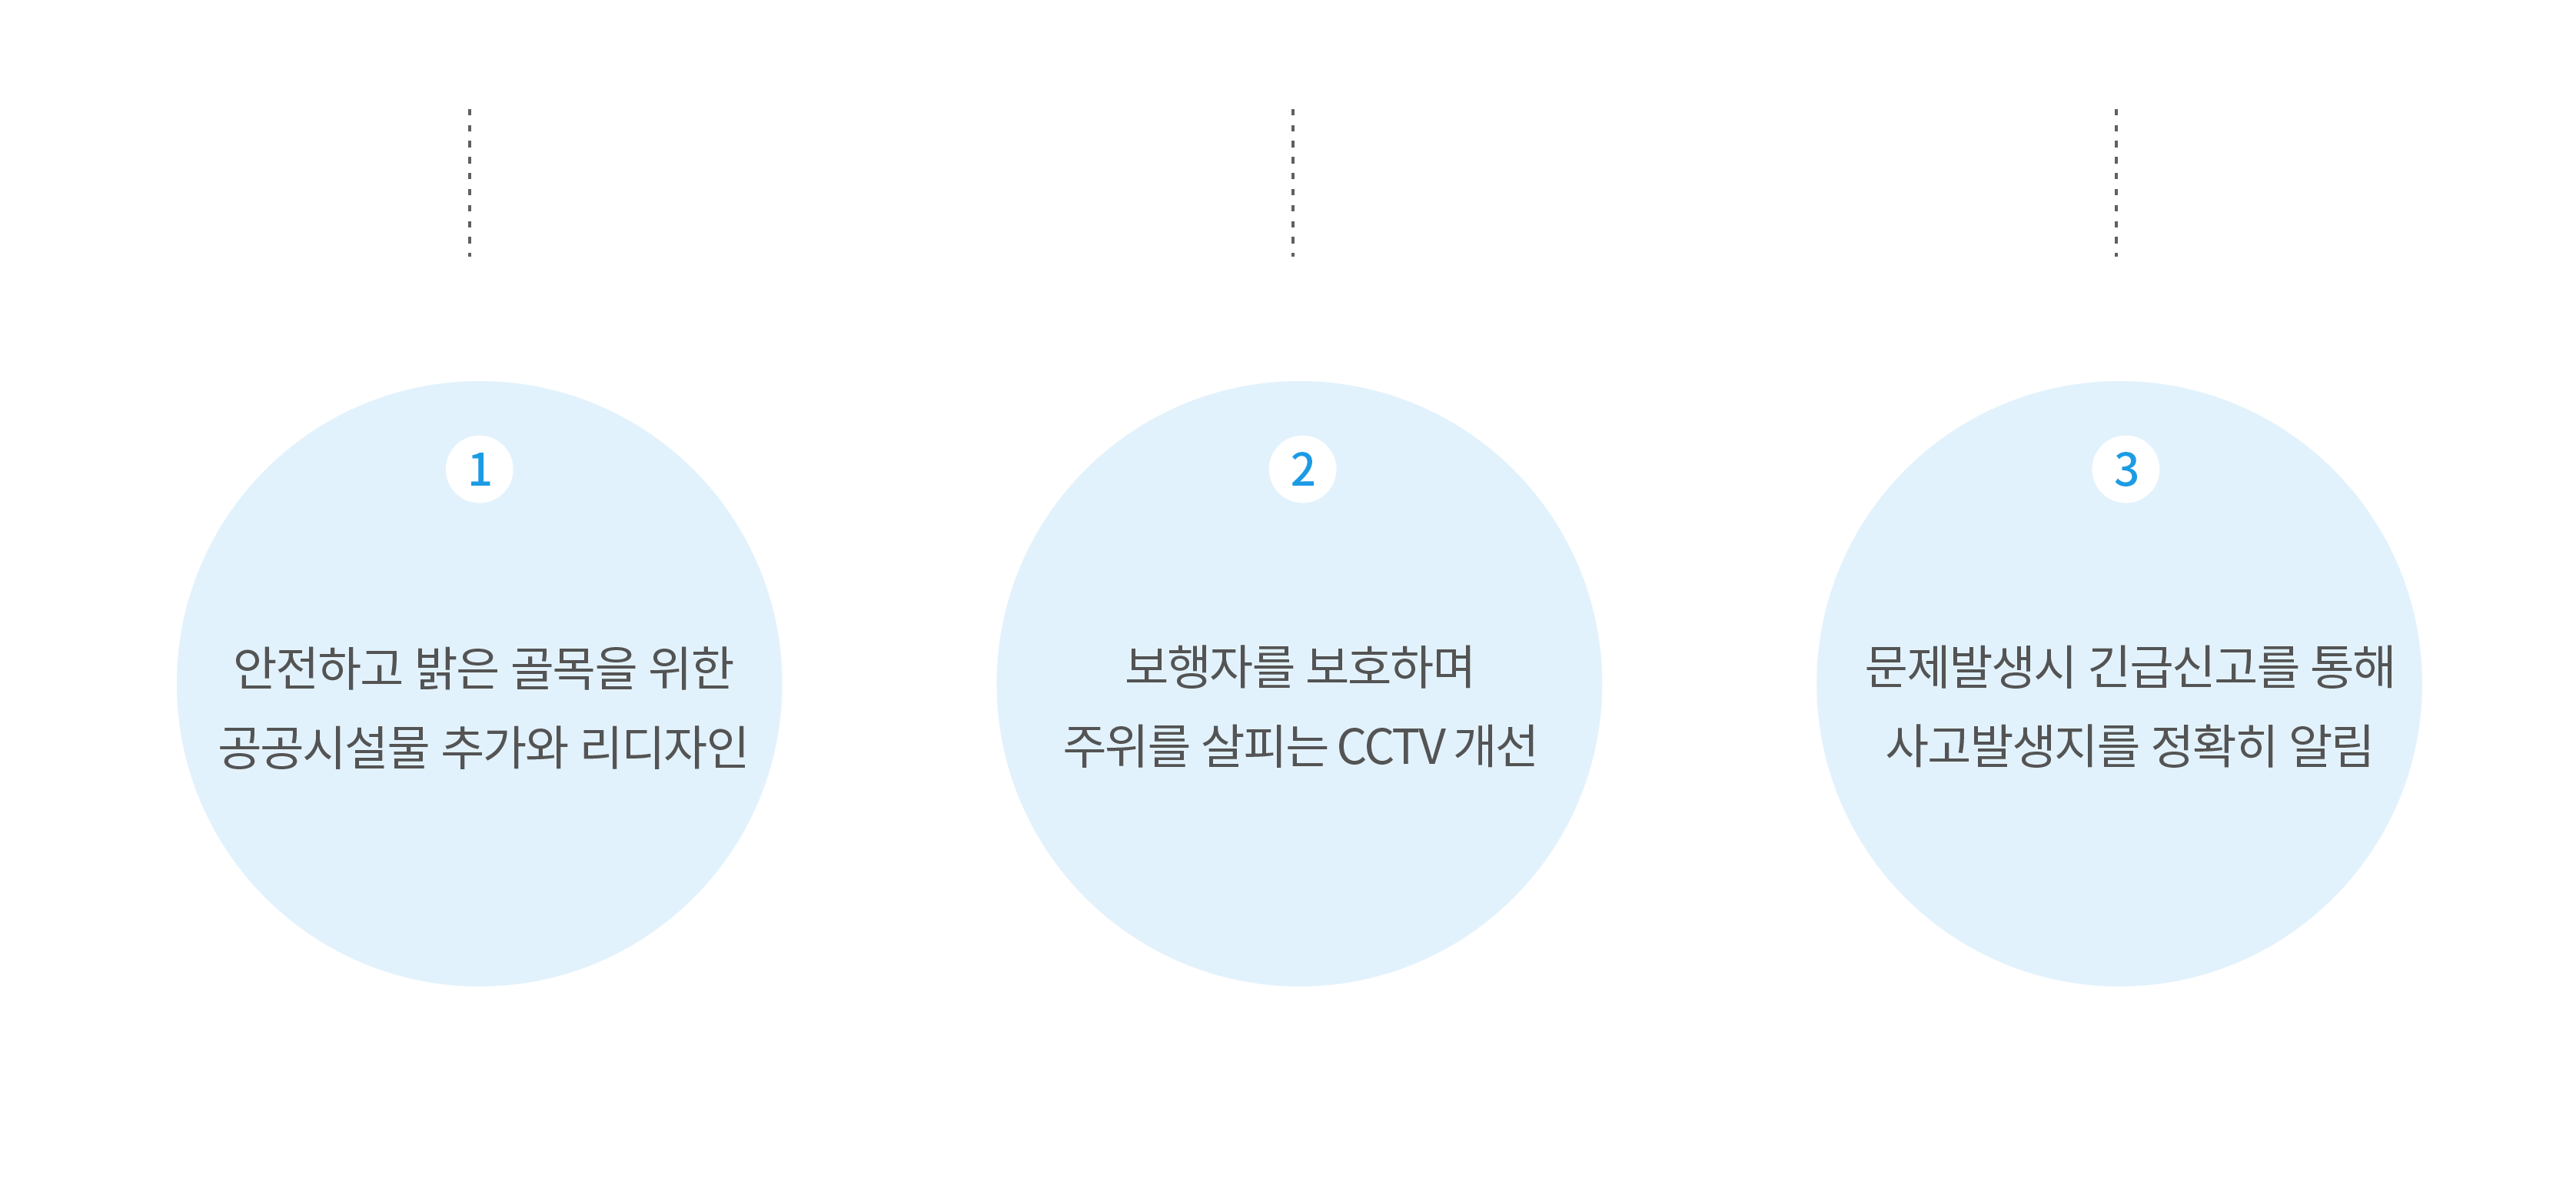 1
안전하고 밝은 골목을 위한
공공시설물 추가와 리디자인
2
보행자를 보호하며
주위를 살피는 CCTV 개선
3
문제발생시 긴급신고를 통해
사고발생지를 정확히 알림